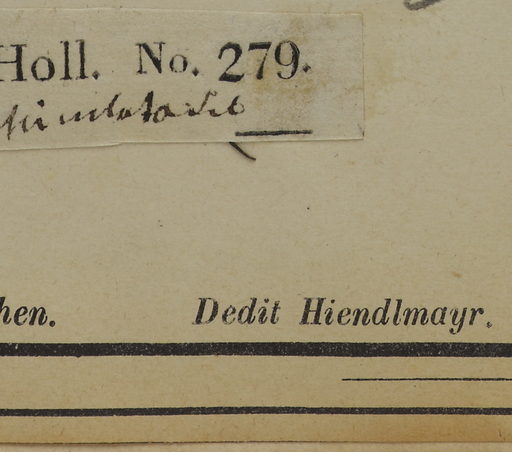 Holl. No. 279.
hen. Dedit Hiendlmayr.